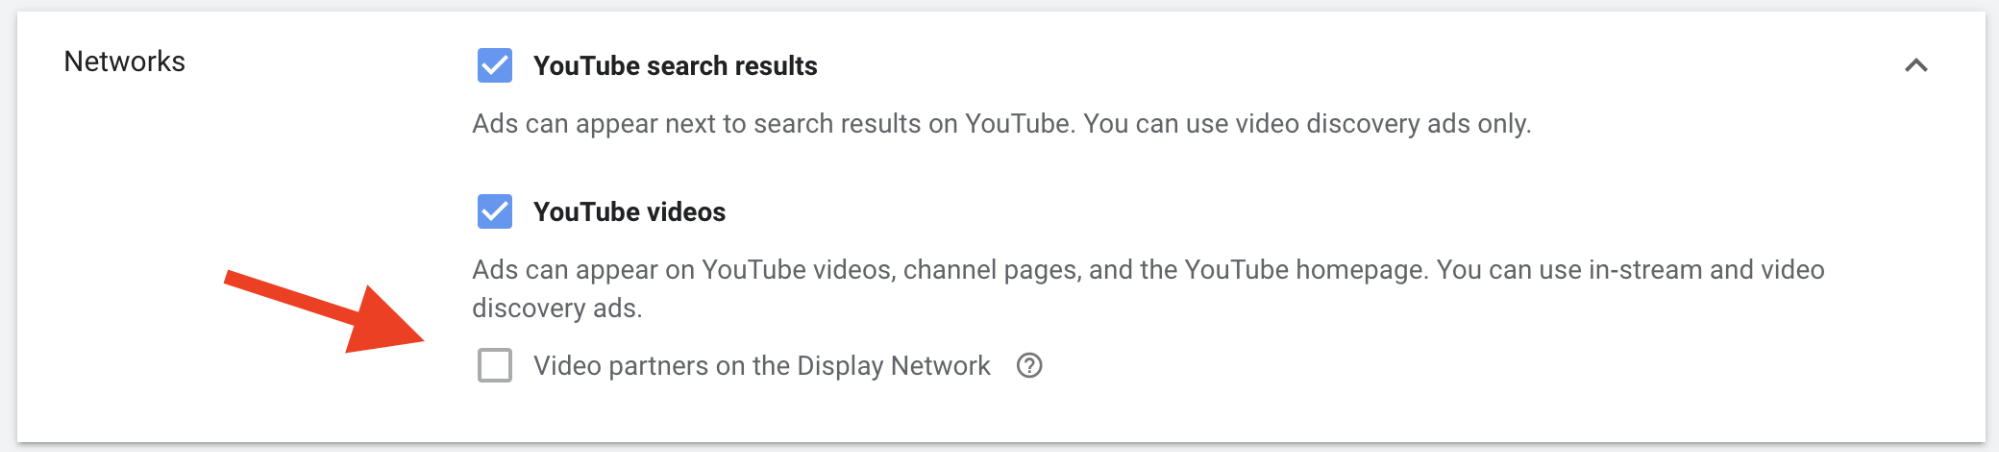 Networks
YouTube search results
Ads can appear next to search results on YouTube. You can use video discovery ads only.
YouTube videos
Ads can appear on YouTube videos, channel pages, and the YouTube homepage. You can use in-stream and video
discovery ads.
Video partners on the Display Network ?